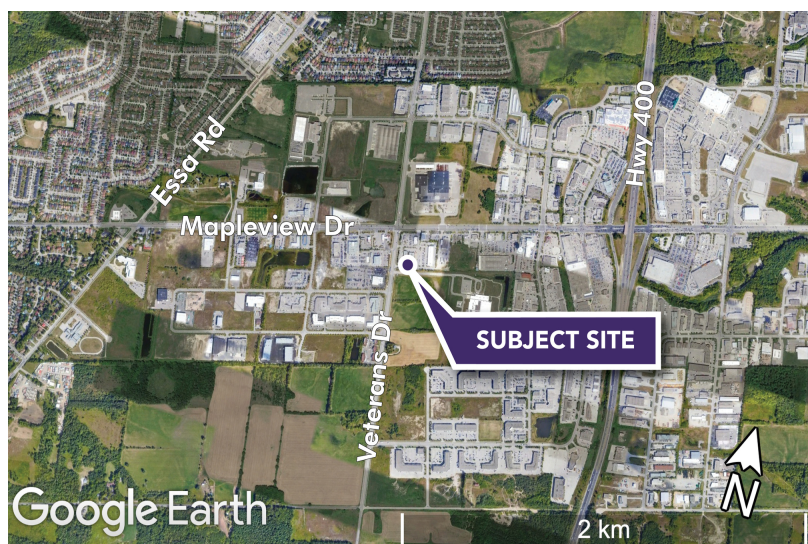 Essa Rd
Hwy 400
Mapleview Dr
SUBJECT SITE
Veterans Dr
N
Google Earth
2 km